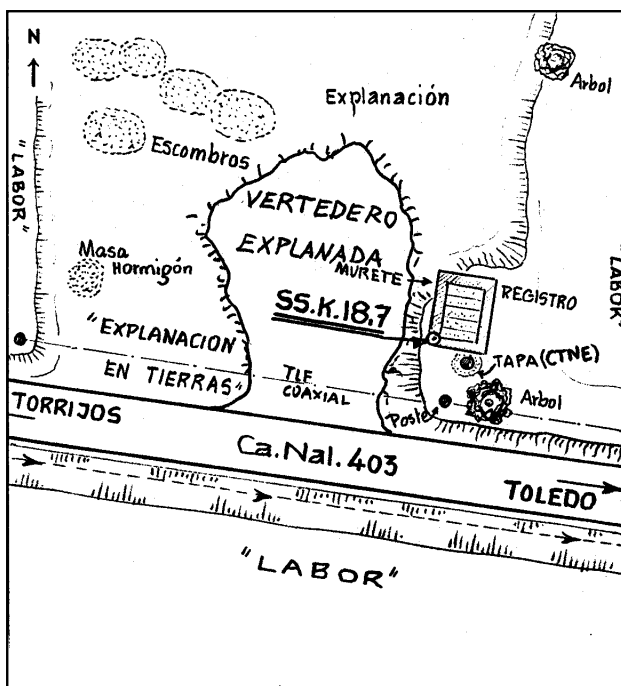 N
Arbol
Explanación
Escombros
"LABOR"
VERTEDERO
EXPLANADA
MURETE
Masa
Hormigón
REGISTRO
LABOR"
SS.K.18,7
"EXPLANACION
EN TIERRAS"
TLF
COAXIAL
TAPA (CTNE)
Poste
Arbol
TORRIJOS
Ca.Nal.403
TOLEDO
"LABOR"